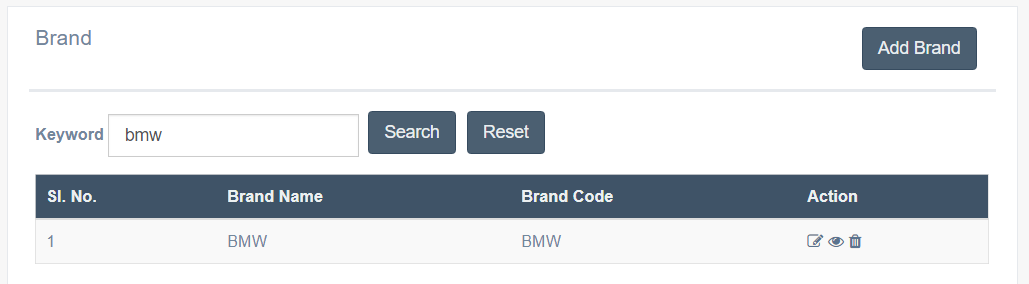 Brand
Add Brand
Keyword bmw Search Reset
Sl. No. Brand Name Brand Code Action
1 BMW BMW